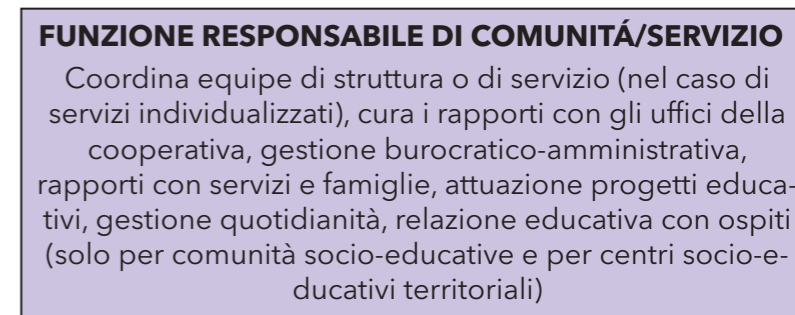 FUNZIONE RESPONSABILE DI COMUNITÁ/SERVIZIO
Coordina equipe di struttura o di servizio (nel caso di
servizi individualizzati), cura i rapporti con gli uffici della
cooperativa, gestione burocratico-amministrativa,
rapporti con servizi e famiglie, attuazione progetti educa-
tivi, gestione quotidianità, relazione educativa con ospiti
(solo per comunità socio-educative e per centri socio-e-
ducativi territoriali)